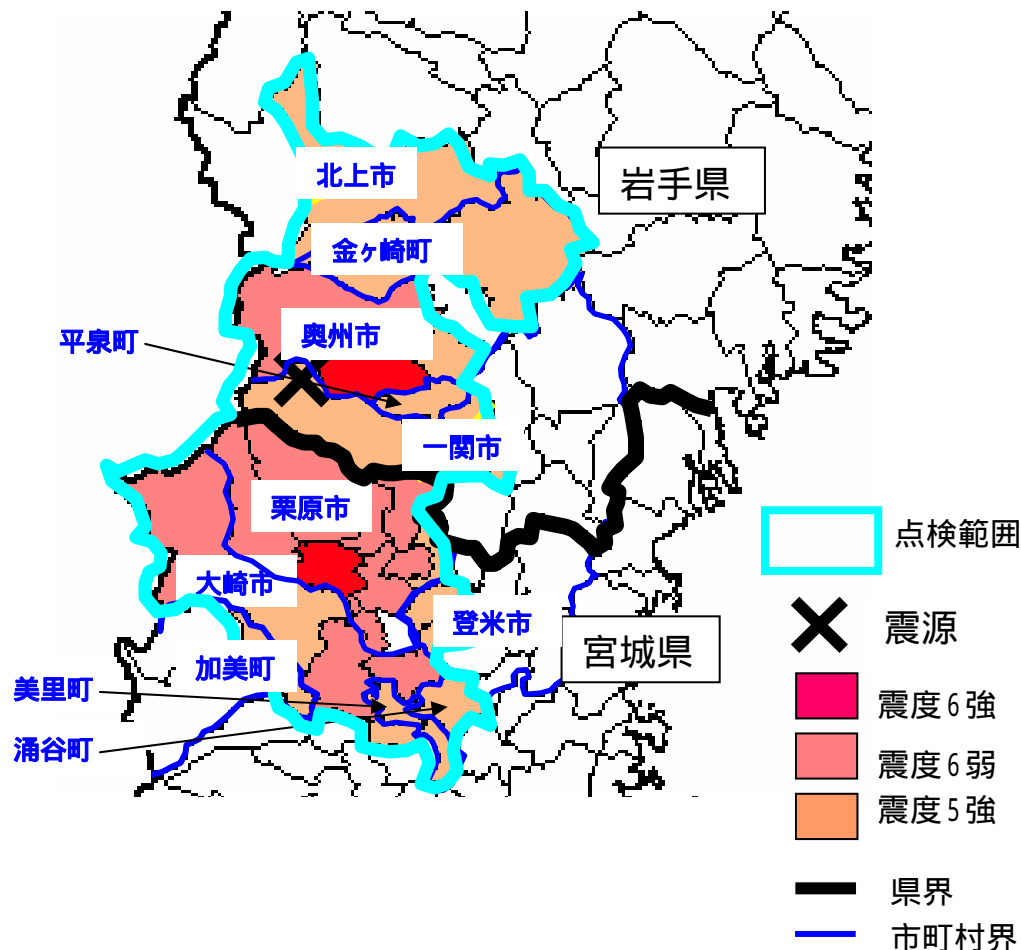 北上市
岩手県
金ヶ崎町
奥州市
平泉町
一関市
栗原市
点検範囲
大崎市
登米市
震源
宮城県
加美町
美里町
震度6強
涌谷町
震度6弱
震度5強
県界
市町村界